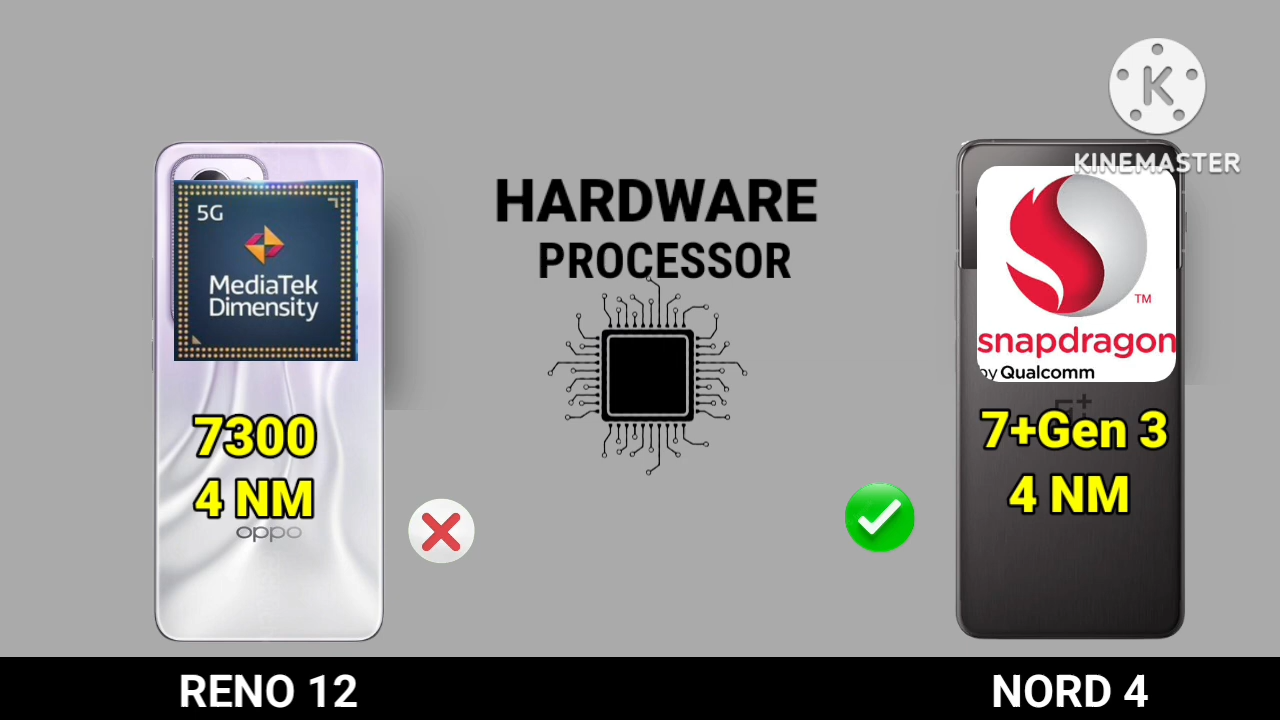 K
KINEMASTER
HARDWARE
PROCESSOR
5G
MediaTek
Dimensity
7300
4 NM
oppo
snapdragon
TM
by Qualcomm
7+Gen 3
4 NM
RENO 12
NORD 4